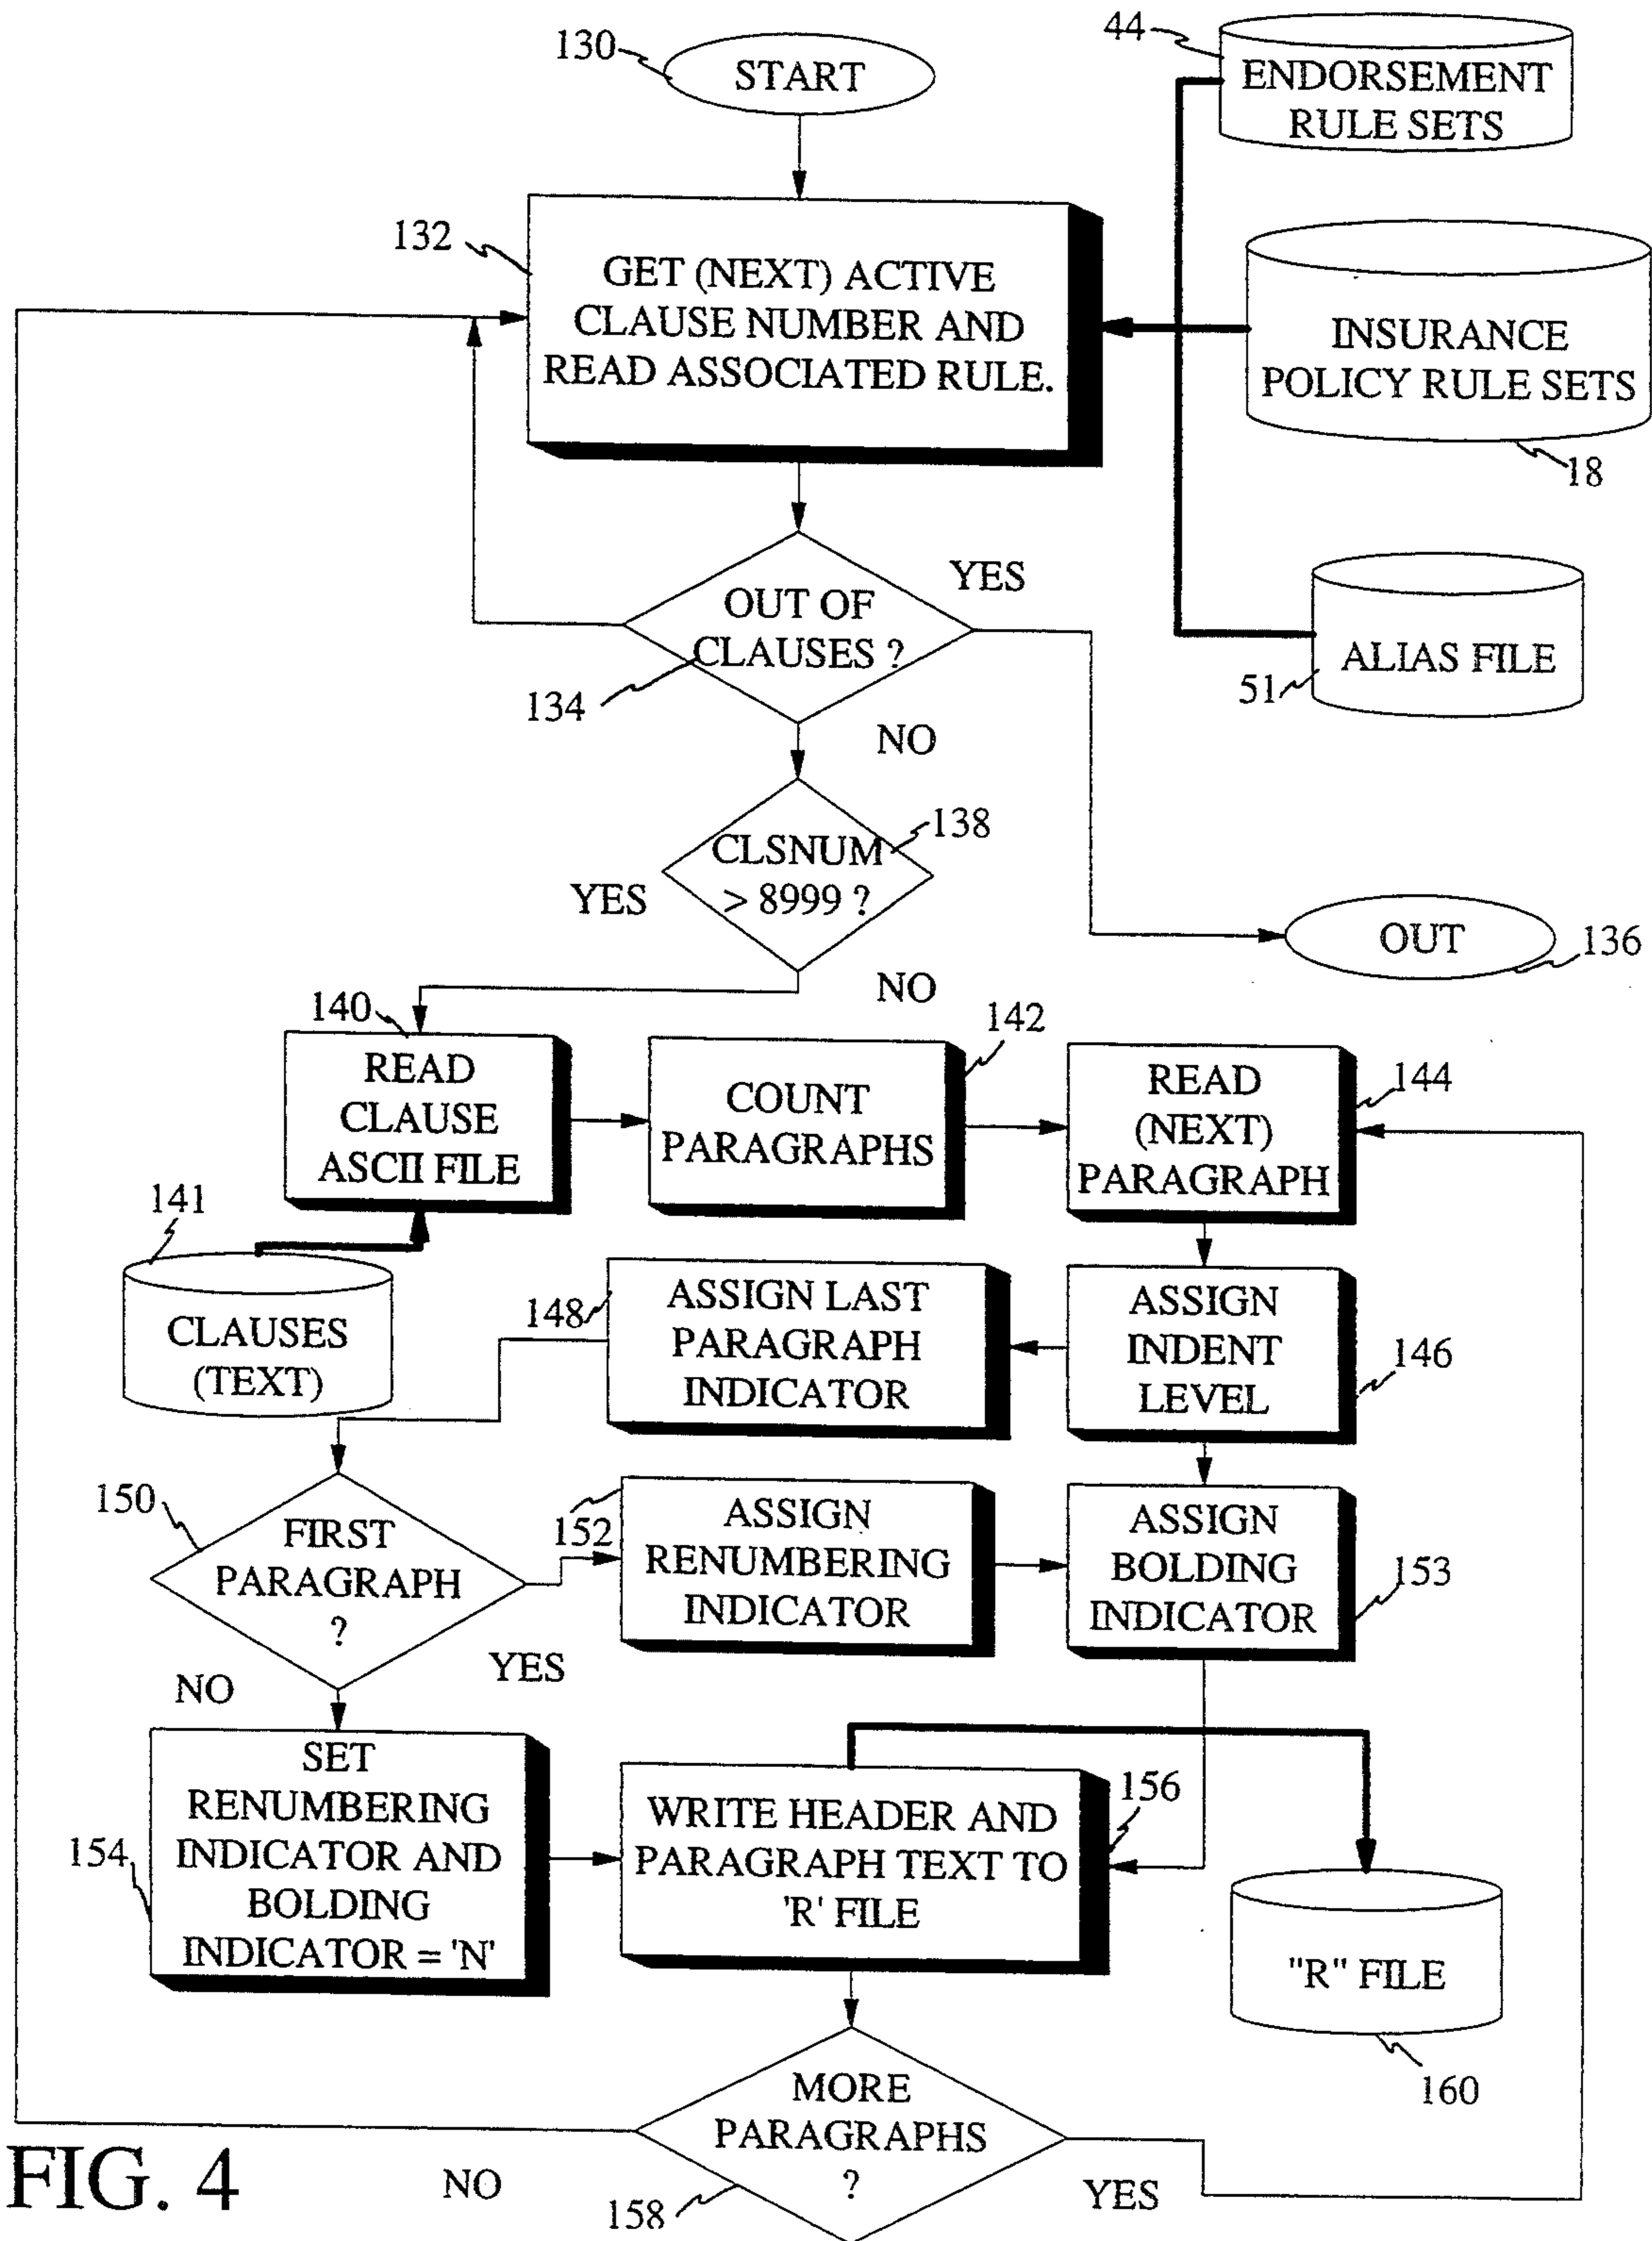 130
START
44
ENDORSEMENT
RULE SETS
132
GET (NEXT) ACTIVE
CLAUSE NUMBER AND
READ ASSOCIATED RULE.
INSURANCE
POLICY RULE SETS
18
OUT OF
CLAUSES ?
YES
134
NO
ALIAS FILE
51
CLSNUM
> 8999 ?
138
YES
NO
OUT
136
140
READ
CLAUSE
ASCII FILE
142
COUNT
PARAGRAPHS
READ
(NEXT)
PARAGRAPH
144
141
CLAUSES
(TEXT)
148
ASSIGN LAST
PARAGRAPH
INDICATOR
ASSIGN
INDENT
LEVEL
146
150
FIRST
PARAGRAPH
?
152
ASSIGN
RENUMBERING
INDICATOR
ASSIGN
BOLDING
INDICATOR
153
NO
YES
SET
RENUMBERING
INDICATOR AND
BOLDING
INDICATOR = 'N'
154
WRITE HEADER AND
PARAGRAPH TEXT TO
'R' FILE
156
"R" FILE
160
MORE
PARAGRAPHS
?
158
NO
YES
FIG. 4